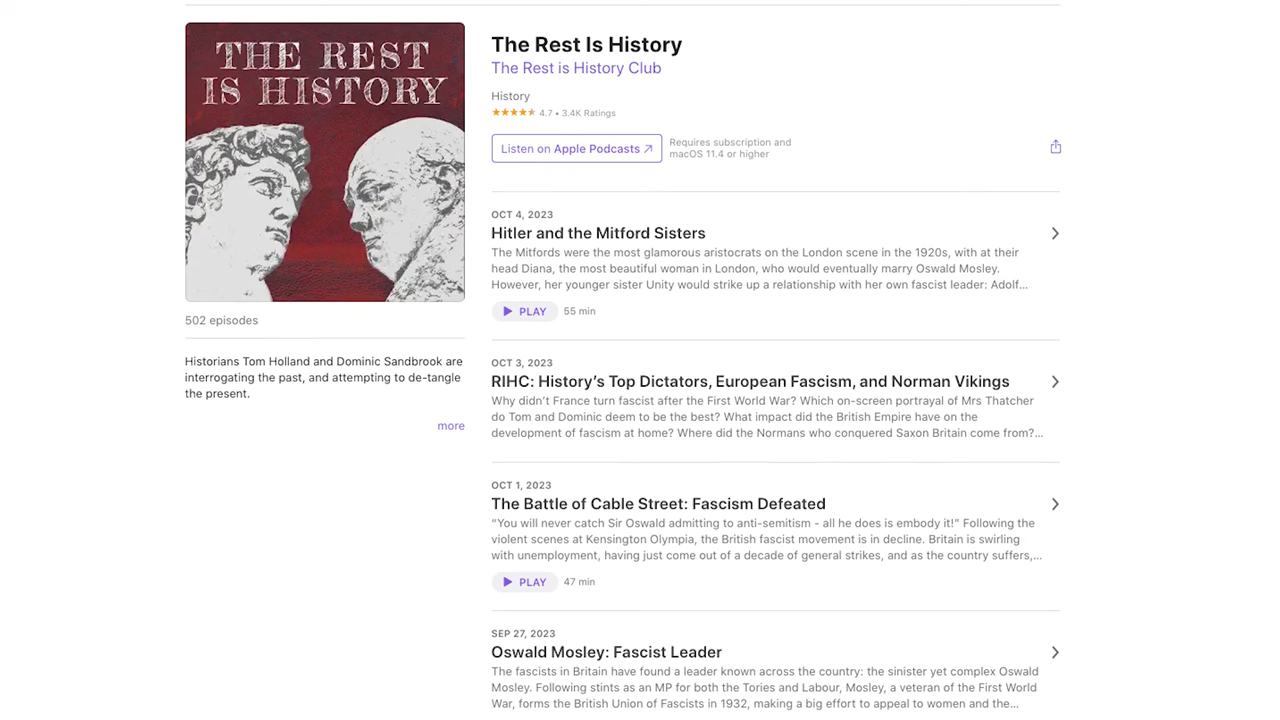 THE REST
IS HISTORY
502 episodes
Historians Tom Holland and Dominic Sandbrook are
interrogating the past, and attempting to de-tangle
the present.
more
The Rest Is History
The Rest is History Club
History
4.7 • 3.4K Ratings
Listen on Apple Podcasts ↗
Requires subscription and
macOS 11.4 or higher
OCT 4, 2023
Hitler and the Mitford Sisters
The Mitfords were the most glamorous aristocrats on the London scene in the 1920s, with at their
head Diana, the most beautiful woman in London, who would eventually marry Oswald Mosley.
However, her younger sister Unity would strike up a relationship with her own fascist leader: Adolf…
PLAY 55 min
OCT 3, 2023
RIHC: History’s Top Dictators, European Fascism, and Norman Vikings
Why didn’t France turn fascist after the First World War? Which on-screen portrayal of Mrs Thatcher
do Tom and Dominic deem to be the best? What impact did the British Empire have on the
development of fascism at home? Where did the Normans who conquered Saxon Britain come from?…
OCT 1, 2023
The Battle of Cable Street: Fascism Defeated
“You will never catch Sir Oswald admitting to anti-semitism - all he does is embody it!” Following the
violent scenes at Kensington Olympia, the British fascist movement is in decline. Britain is swirling
with unemployment, having just come out of a decade of general strikes, and as the country suffers,…
PLAY 47 min
SEP 27, 2023
Oswald Mosley: Fascist Leader
The fascists in Britain have found a leader known across the country: the sinister yet complex Oswald
Mosley. Following stints as an MP for both the Tories and Labour, Mosley, a veteran of the First World
War, forms the British Union of Fascists in 1932, making a big effort to appeal to women and the…